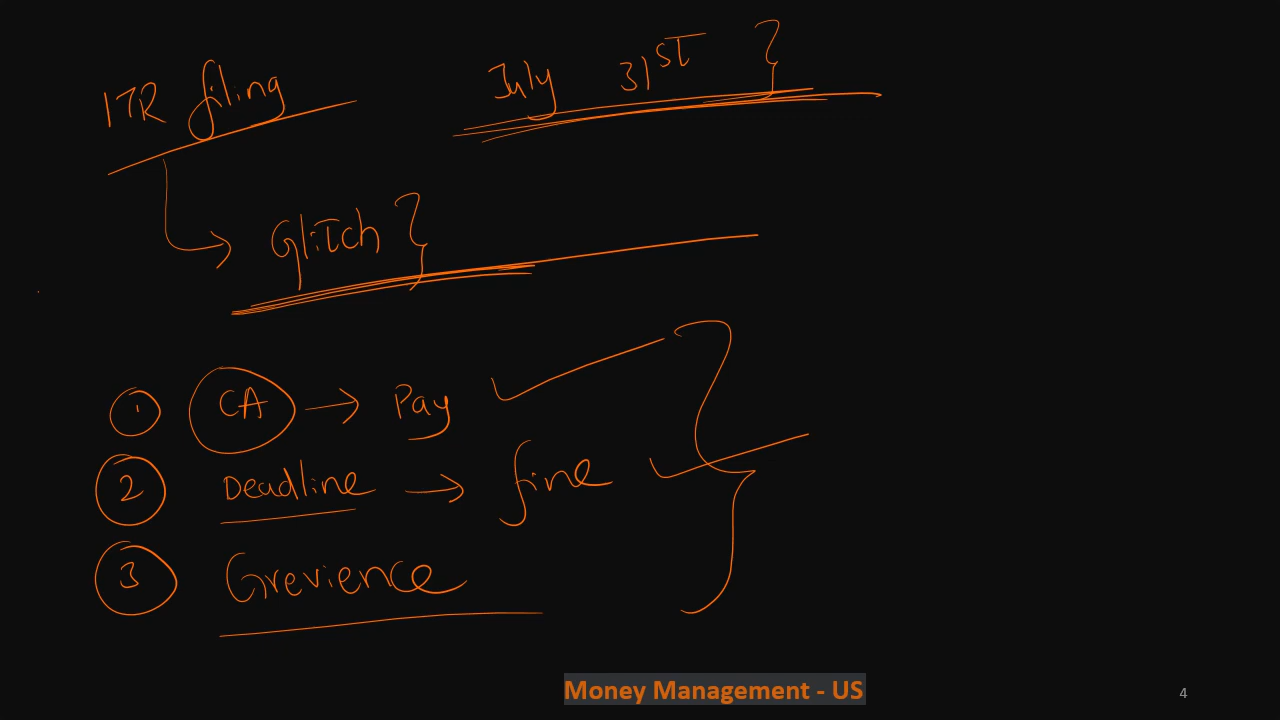 ITR filing July 31ST }
→ Glitch }
1 CA → Pay
2 Deadline → fine
3 Grevience
Money Management - US
4